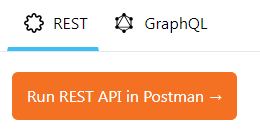 REST GraphQL
Run REST API in Postman →